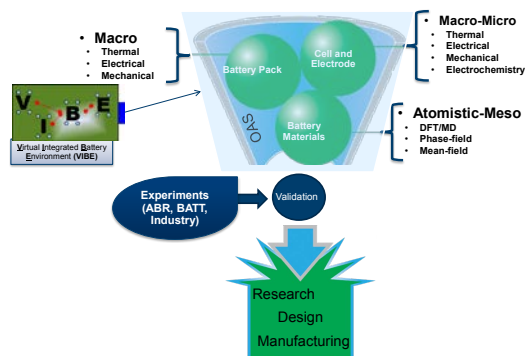 • Macro
• Thermal
• Electrical
• Mechanical
Battery Pack
Cell and
Electrode
Battery
Materials
OAS
• Macro-Micro
• Thermal
• Electrical
• Mechanical
• Electrochemistry
• Atomistic-Meso
• DFT/MD
• Phase-field
• Mean-field
V I B E
Virtual Integrated Battery
Environment (VIBE)
Experiments
(ABR, BATT,
Industry)
Validation
Research
Design
Manufacturing